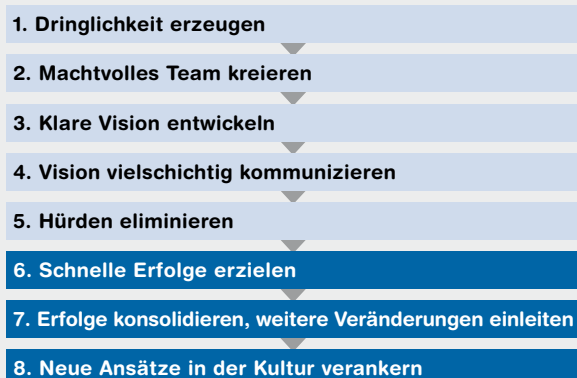 1. Dringlichkeit erzeugen
2. Machtvolles Team kreieren
3. Klare Vision entwickeln
4. Vision vielschichtig kommunizieren
5. Hürden eliminieren
6. Schnelle Erfolge erzielen
7. Erfolge konsolidieren, weitere Veränderungen einleiten
8. Neue Ansätze in der Kultur verankern